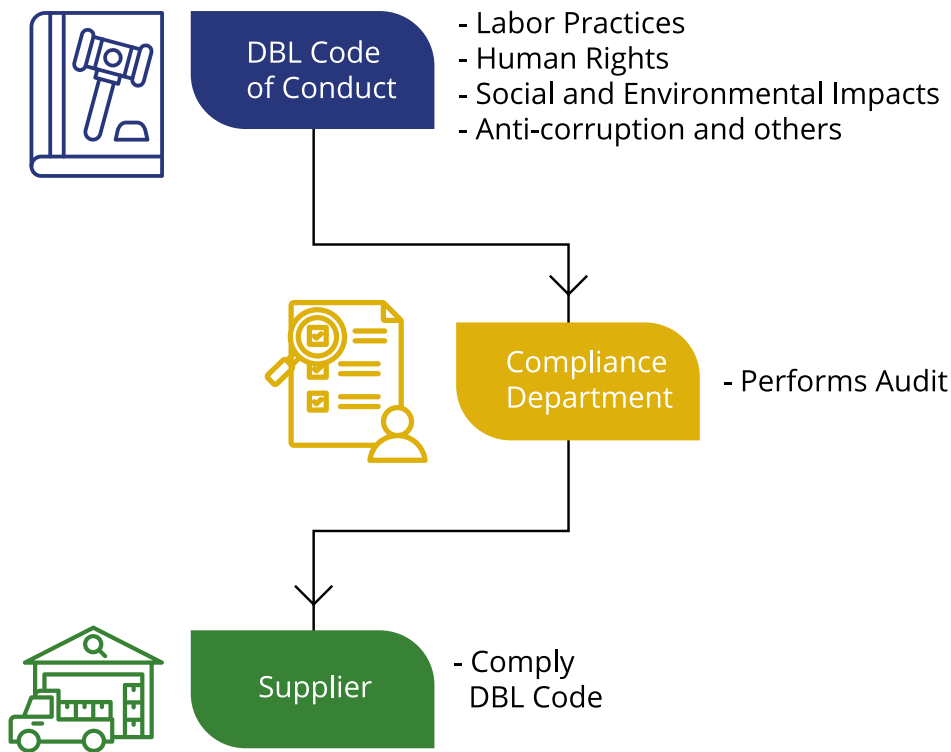 DBL Code
of Conduct
- Labor Practices
- Human Rights
- Social and Environmental Impacts
- Anti-corruption and others
Compliance
Department
- Performs Audit
Supplier
- Comply
DBL Code